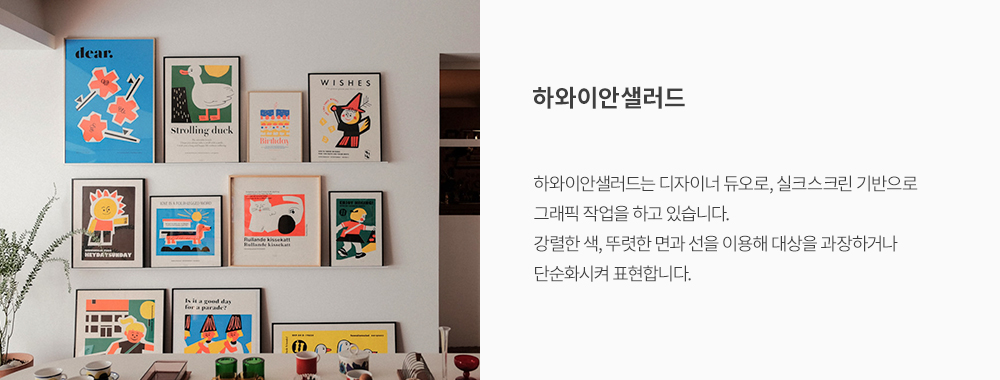 dear.
Strolling duck
Birthday
WISHES
HEYDAYSUNDAY
Rullande kissekatt
Rullande kissekatt
Is it a good day
for a parade?
하와이안샐러드
하와이안샐러드는 디자이너 듀오로, 실크스크린 기반으로
그래픽 작업을 하고 있습니다.
강렬한 색, 뚜렷한 면과 선을 이용해 대상을 과장하거나
단순화시켜 표현합니다.